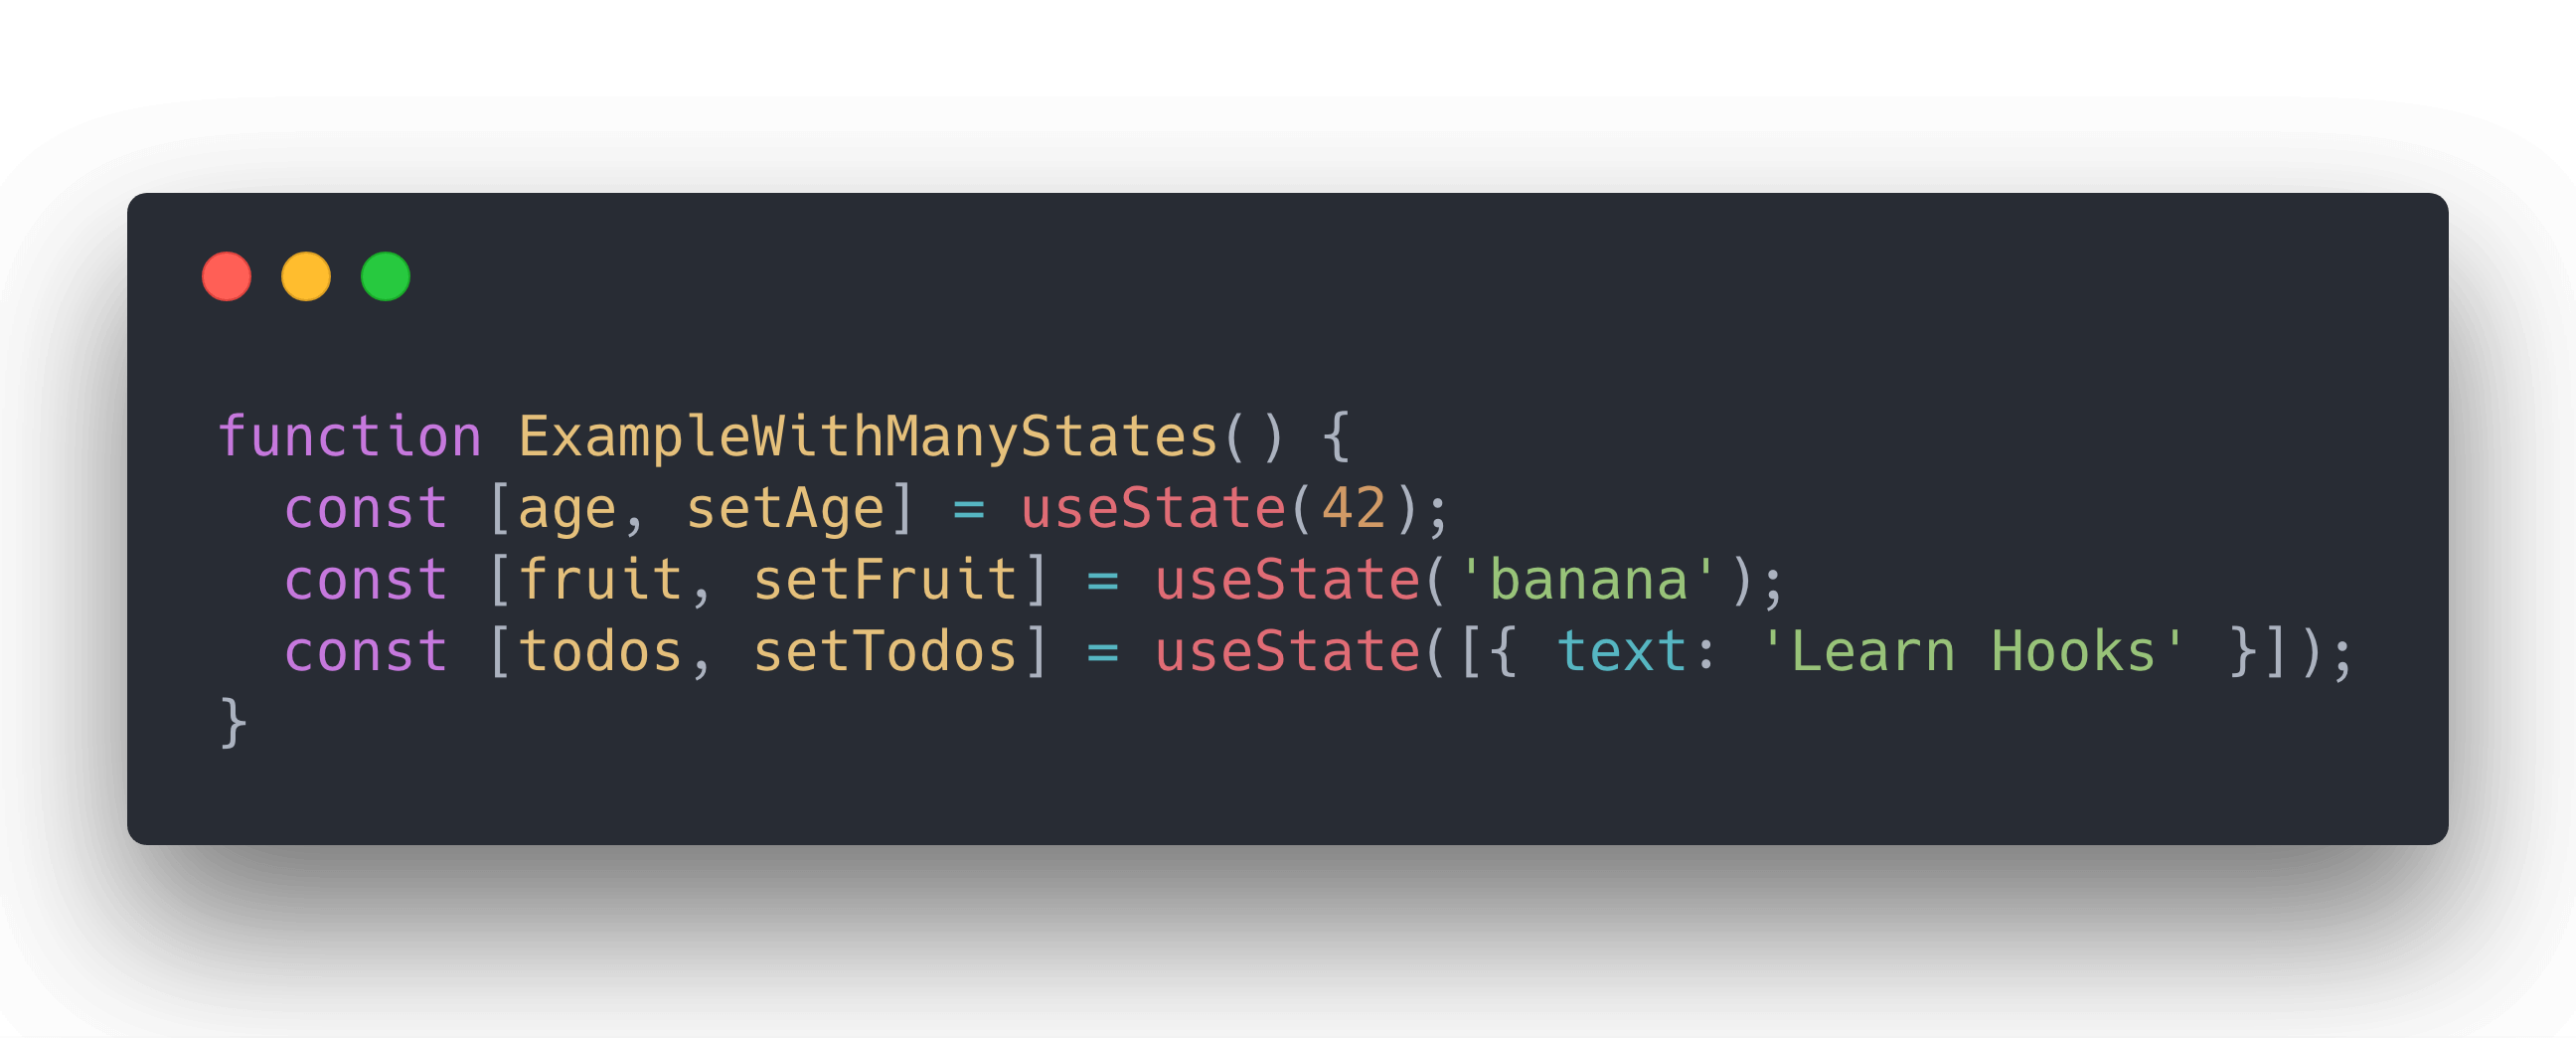 function ExampleWithManyStates() {
  const [age, setAge] = useState(42);
  const [fruit, setFruit] = useState('banana');
  const [todos, setTodos] = useState([{ text: 'Learn Hooks' }]);
}